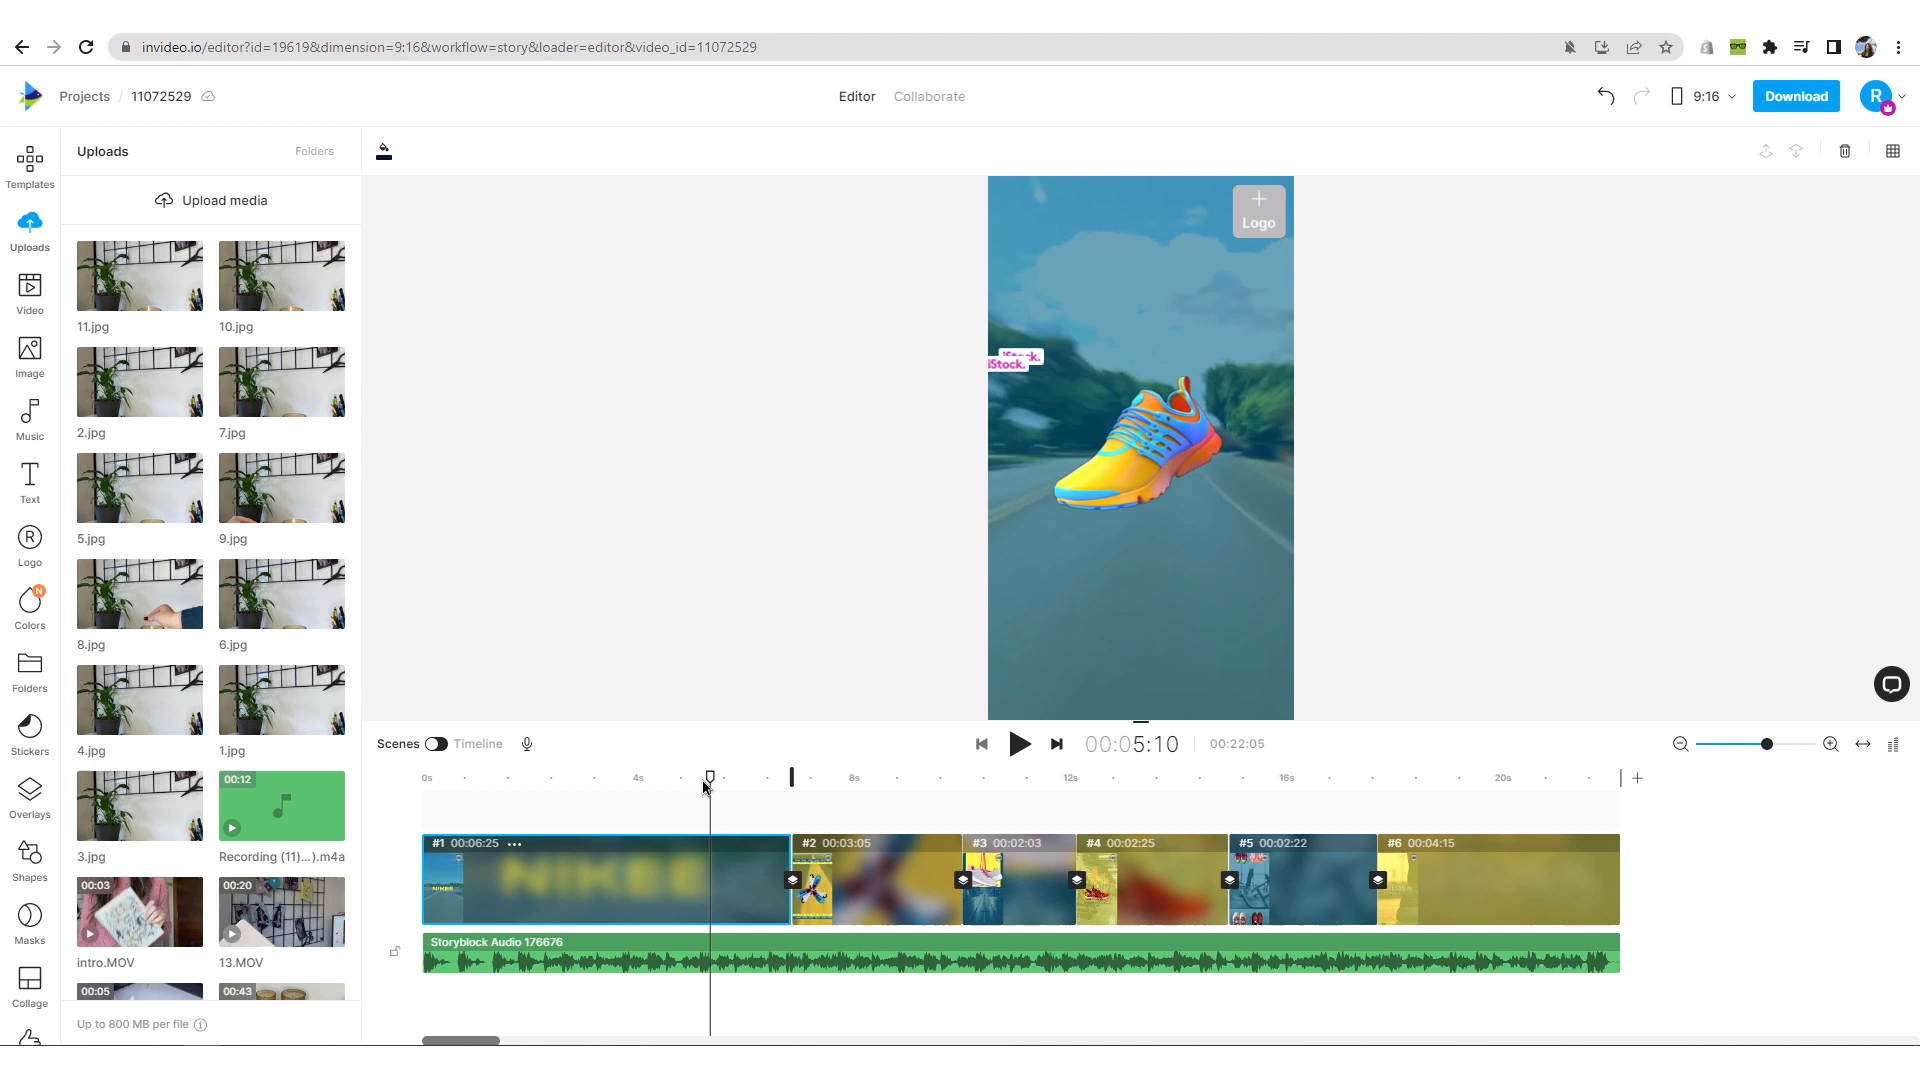 invideo.io/editor?id=19619&dimension=9:16&workflow=story&loader=editor&video_id=11072529
Projects / 11072529
Editor Collaborate
9:16
Download
R
Uploads Folders
Upload media
Templates
Uploads
Video
Image
Music
Text
R
Logo
N
Colors
Folders
Stickers
Overlays
Shapes
Masks
Collage
11.jpg 10.jpg
2.jpg 7.jpg
5.jpg 9.jpg
8.jpg 6.jpg
4.jpg 1.jpg
00:12
3.jpg Recording (11)...).m4a
00:03 00:20
intro.MOV 13.MOV
00:05 00:43
Up to 800 MB per file
+
Logo
iStock.
iStock.
Scenes Timeline
00:05:10 00:22:05
0s 4s 8s 12s 16s 20s
#1 00:06:25 #2 00:03:05 #3 00:02:03 #4 00:02:25 #5 00:02:22 #6 00:04:15
NIKEE NIKEE
Storyblock Audio 176676